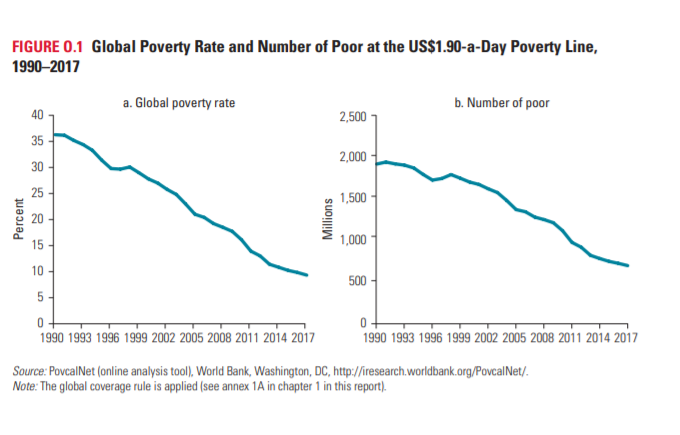 FIGURE O.1 Global Poverty Rate and Number of Poor at the US$1.90-a-Day Poverty Line,
1990–2017
a. Global poverty rate
40
35
30
25
20
15
10
5
0
Percent
1990 1993 1996 1999 2002 2005 2008 2011 2014 2017
b. Number of poor
2,500
2,000
1,500
1,000
500
0
Millions
1990 1993 1996 1999 2002 2005 2008 2011 2014 2017
Source: PovcalNet (online analysis tool), World Bank, Washington, DC, http://iresearch.worldbank.org/PovcalNet/.
Note: The global coverage rule is applied (see annex 1A in chapter 1 in this report).